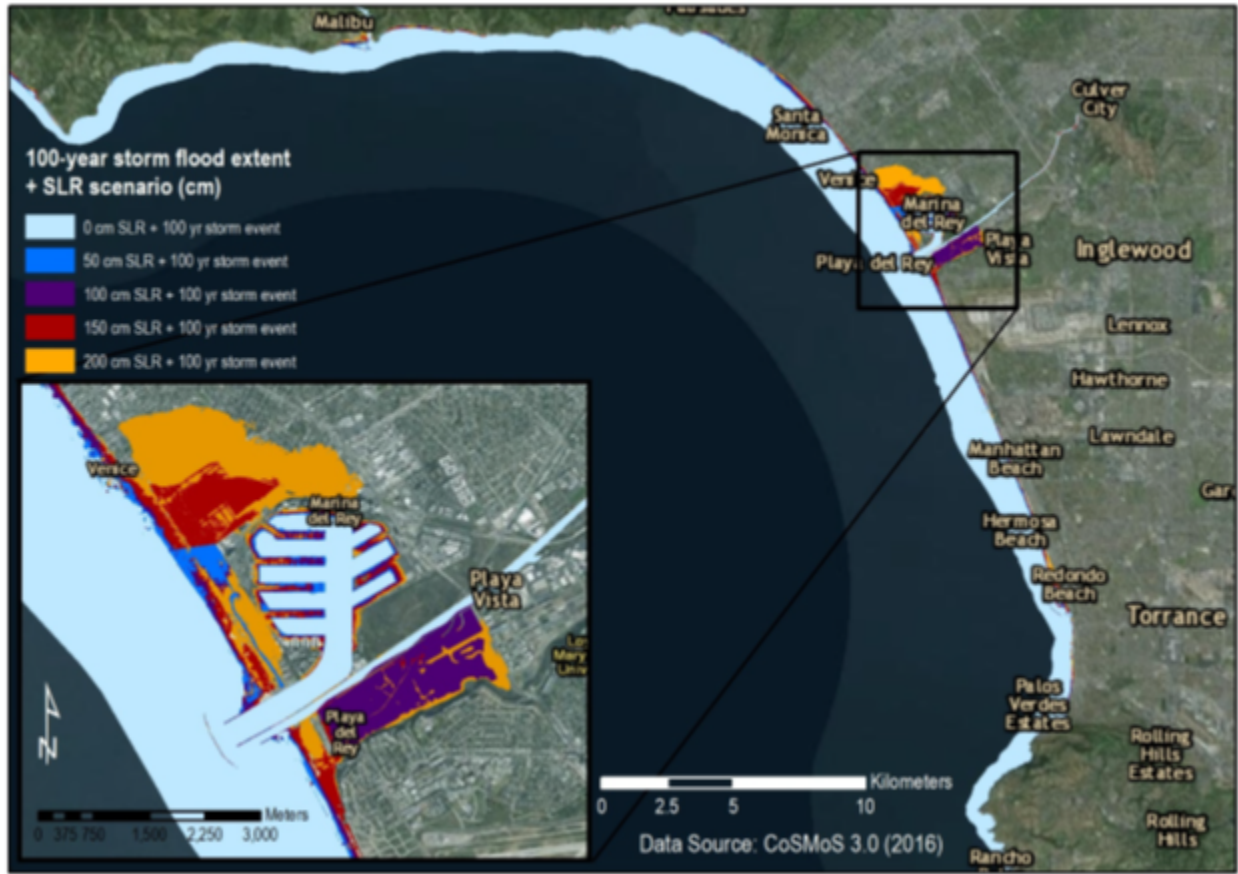 Malibu
Culver
City
Santa
Monica
100-year storm flood extent
+ SLR scenario (cm)
0 cm SLR + 100 yr storm event
50 cm SLR + 100 yr storm event
100 cm SLR + 100 yr storm event
150 cm SLR + 100 yr storm event
200 cm SLR + 100 yr storm event
Venice
Marina
del Rey
Playa
Vista
Playa del Rey
Inglewood
Lennox
Hawthorne
Lawndale
Manhattan
Beach
Hermosa
Beach
Redondo
Beach
Torrance
Palos
Verdes
Estates
Rolling
Hills
Estates
Rolling
Hills
Rancho
Venice
Marina
del Rey
Playa
Vista
Playa
del
Rey
N
Meters
0 375 750 1,500 2,250 3,000
Kilometers
0 2.5 5 10
Data Source: CoSMoS 3.0 (2016)